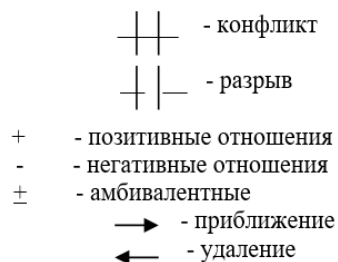 - конфликт
- разрыв
+ - позитивные отношения
- - негативные отношения
± - амбивалентные
- приближение
- удаление